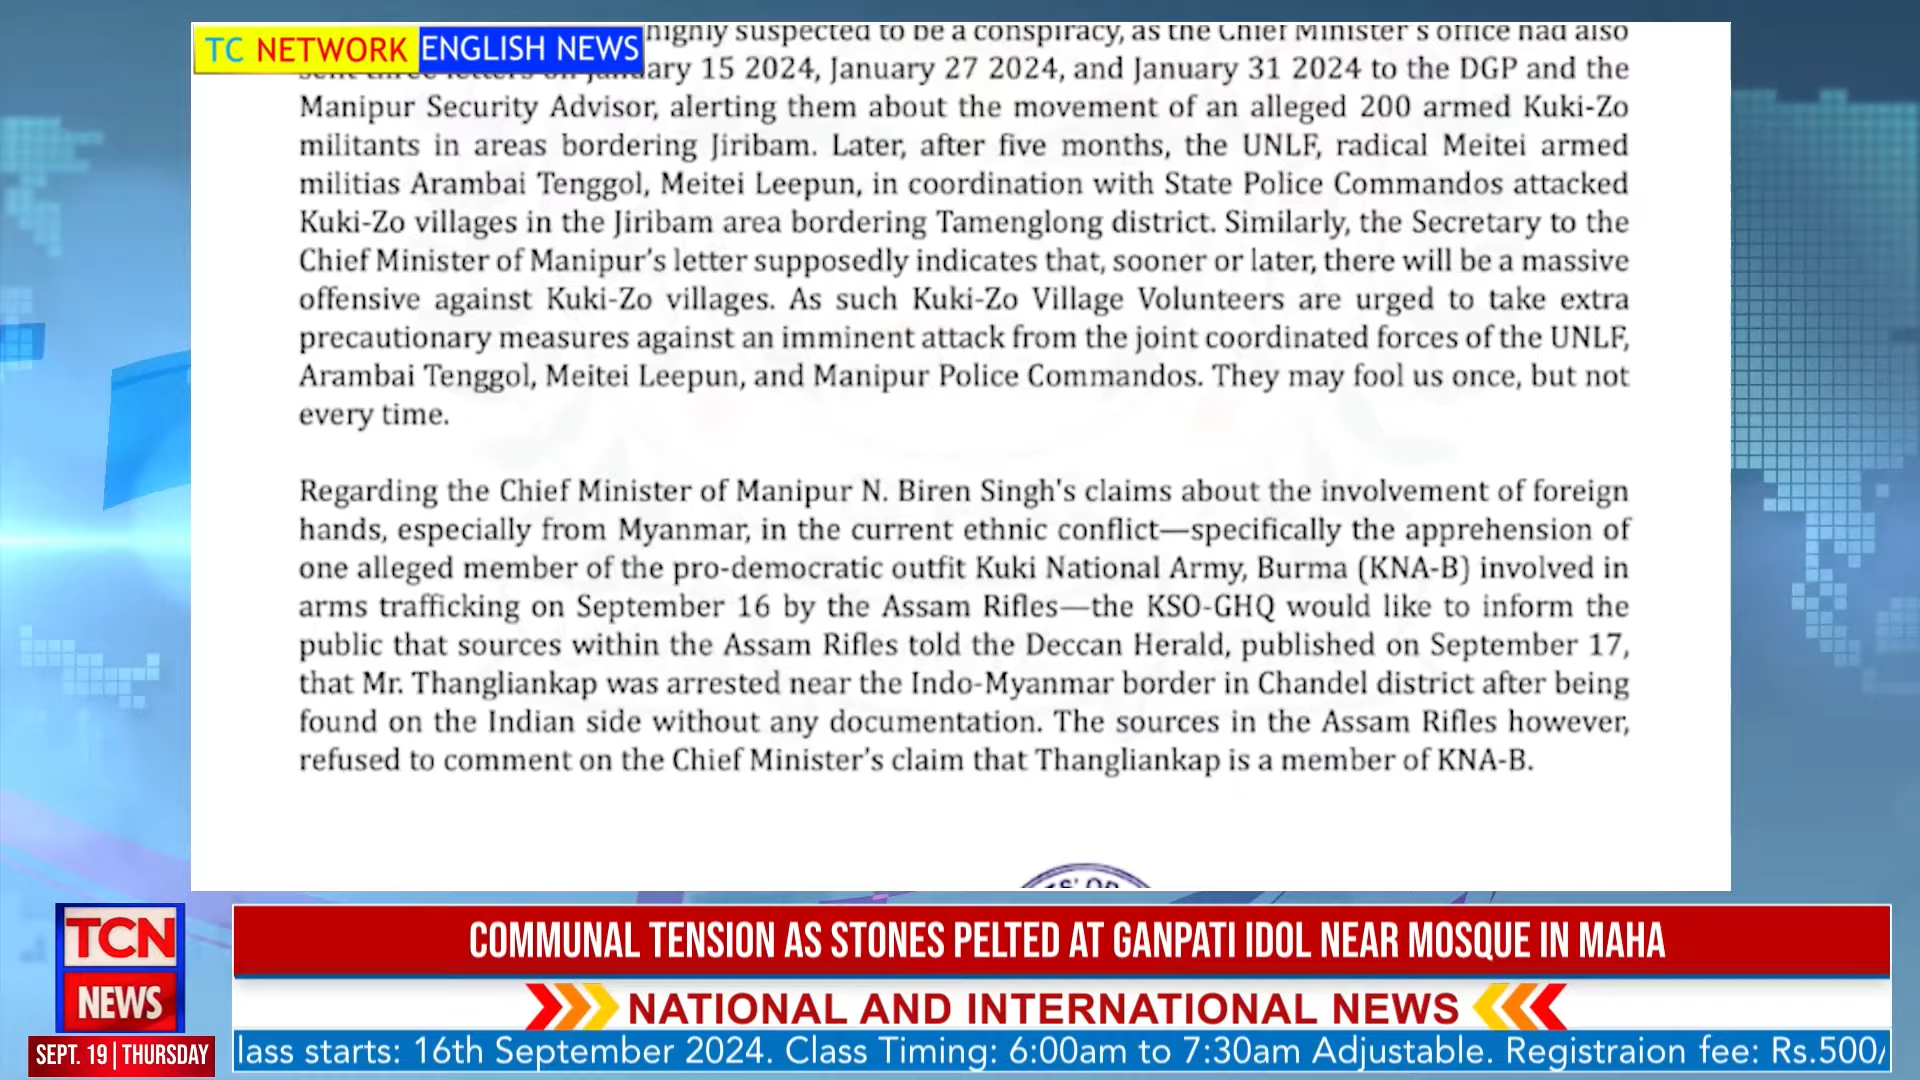 TC NETWORK ENGLISH NEWS
highly suspected to be a conspiracy, as the Chief Minister's office had also
sent three letters on January 15 2024, January 27 2024, and January 31 2024 to the DGP and the
Manipur Security Advisor, alerting them about the movement of an alleged 200 armed Kuki-Zo
militants in areas bordering Jiribam. Later, after five months, the UNLF, radical Meitei armed
militias Arambai Tenggol, Meitei Leepun, in coordination with State Police Commandos attacked
Kuki-Zo villages in the Jiribam area bordering Tamenglong district. Similarly, the Secretary to the
Chief Minister of Manipur's letter supposedly indicates that, sooner or later, there will be a massive
offensive against Kuki-Zo villages. As such Kuki-Zo Village Volunteers are urged to take extra
precautionary measures against an imminent attack from the joint coordinated forces of the UNLF,
Arambai Tenggol, Meitei Leepun, and Manipur Police Commandos. They may fool us once, but not
every time.
Regarding the Chief Minister of Manipur N. Biren Singh's claims about the involvement of foreign
hands, especially from Myanmar, in the current ethnic conflict—specifically the apprehension of
one alleged member of the pro-democratic outfit Kuki National Army, Burma (KNA-B) involved in
arms trafficking on September 16 by the Assam Rifles—the KSO-GHQ would like to inform the
public that sources within the Assam Rifles told the Deccan Herald, published on September 17,
that Mr. Thangliankap was arrested near the Indo-Myanmar border in Chandel district after being
found on the Indian side without any documentation. The sources in the Assam Rifles however,
refused to comment on the Chief Minister's claim that Thangliankap is a member of KNA-B.
TCN
NEWS
COMMUNAL TENSION AS STONES PELTED AT GANPATI IDOL NEAR MOSQUE IN MAHA
NATIONAL AND INTERNATIONAL NEWS
SEPT. 19 | THURSDAY
lass starts: 16th September 2024. Class Timing: 6:00am to 7:30am Adjustable. Registraion fee: Rs.500/